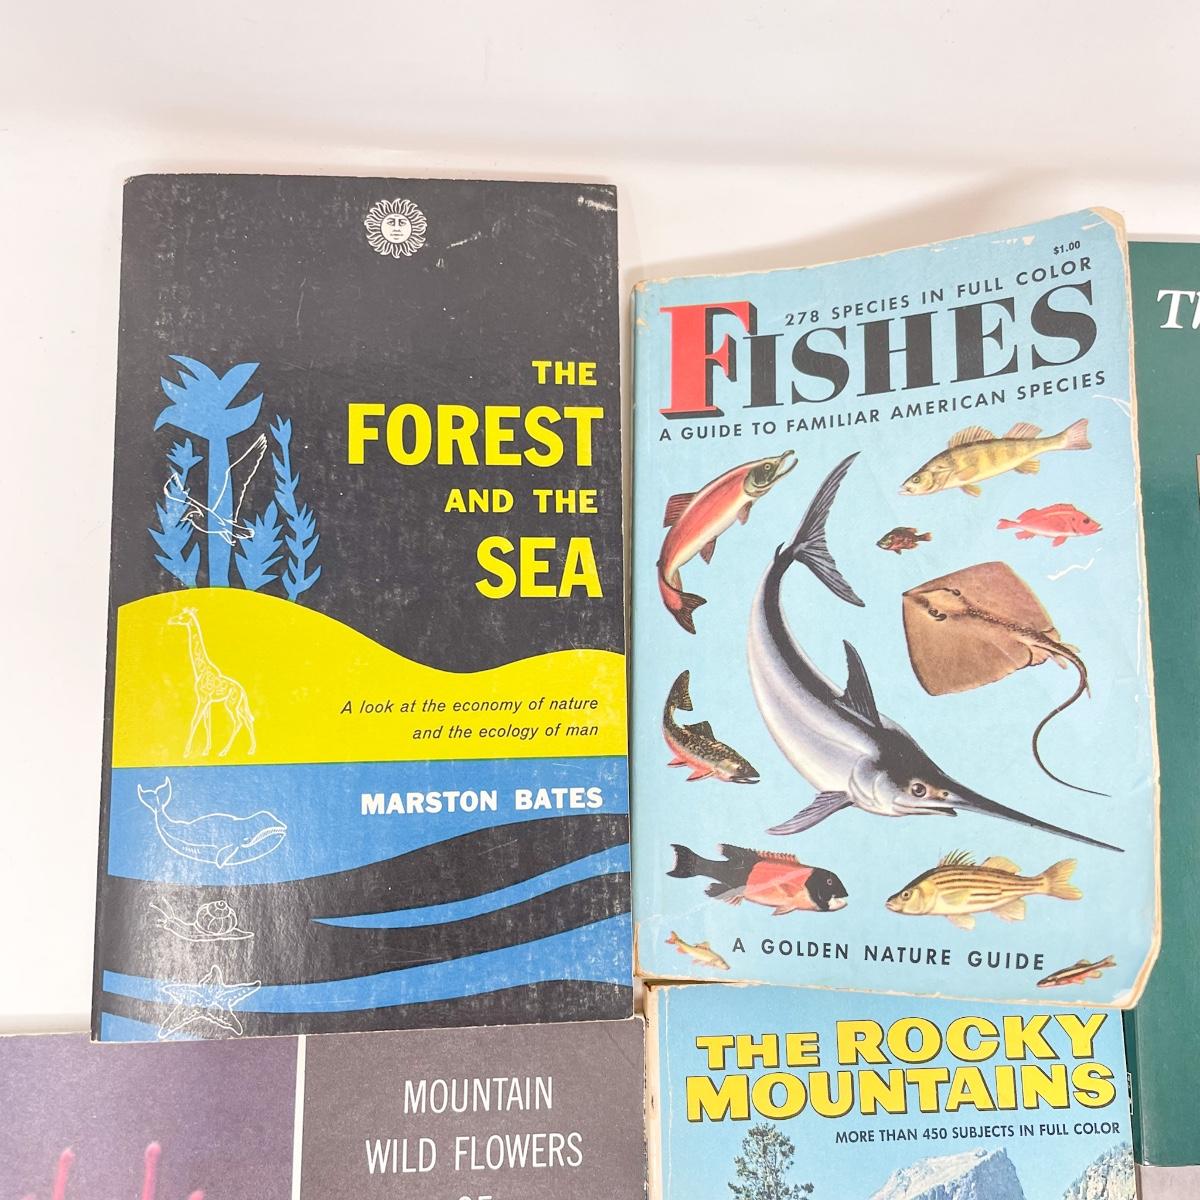 THE
FOREST
AND THE
SEA
A look at the economy of nature
and the ecology of man
MARSTON BATES
$1.00
278 SPECIES IN FULL COLOR
FISHES
A GUIDE TO FAMILIAR AMERICAN SPECIES
A GOLDEN NATURE GUIDE
MOUNTAIN
WILD FLOWERS
THE ROCKY
MOUNTAINS
MORE THAN 450 SUBJECTS IN FULL COLOR